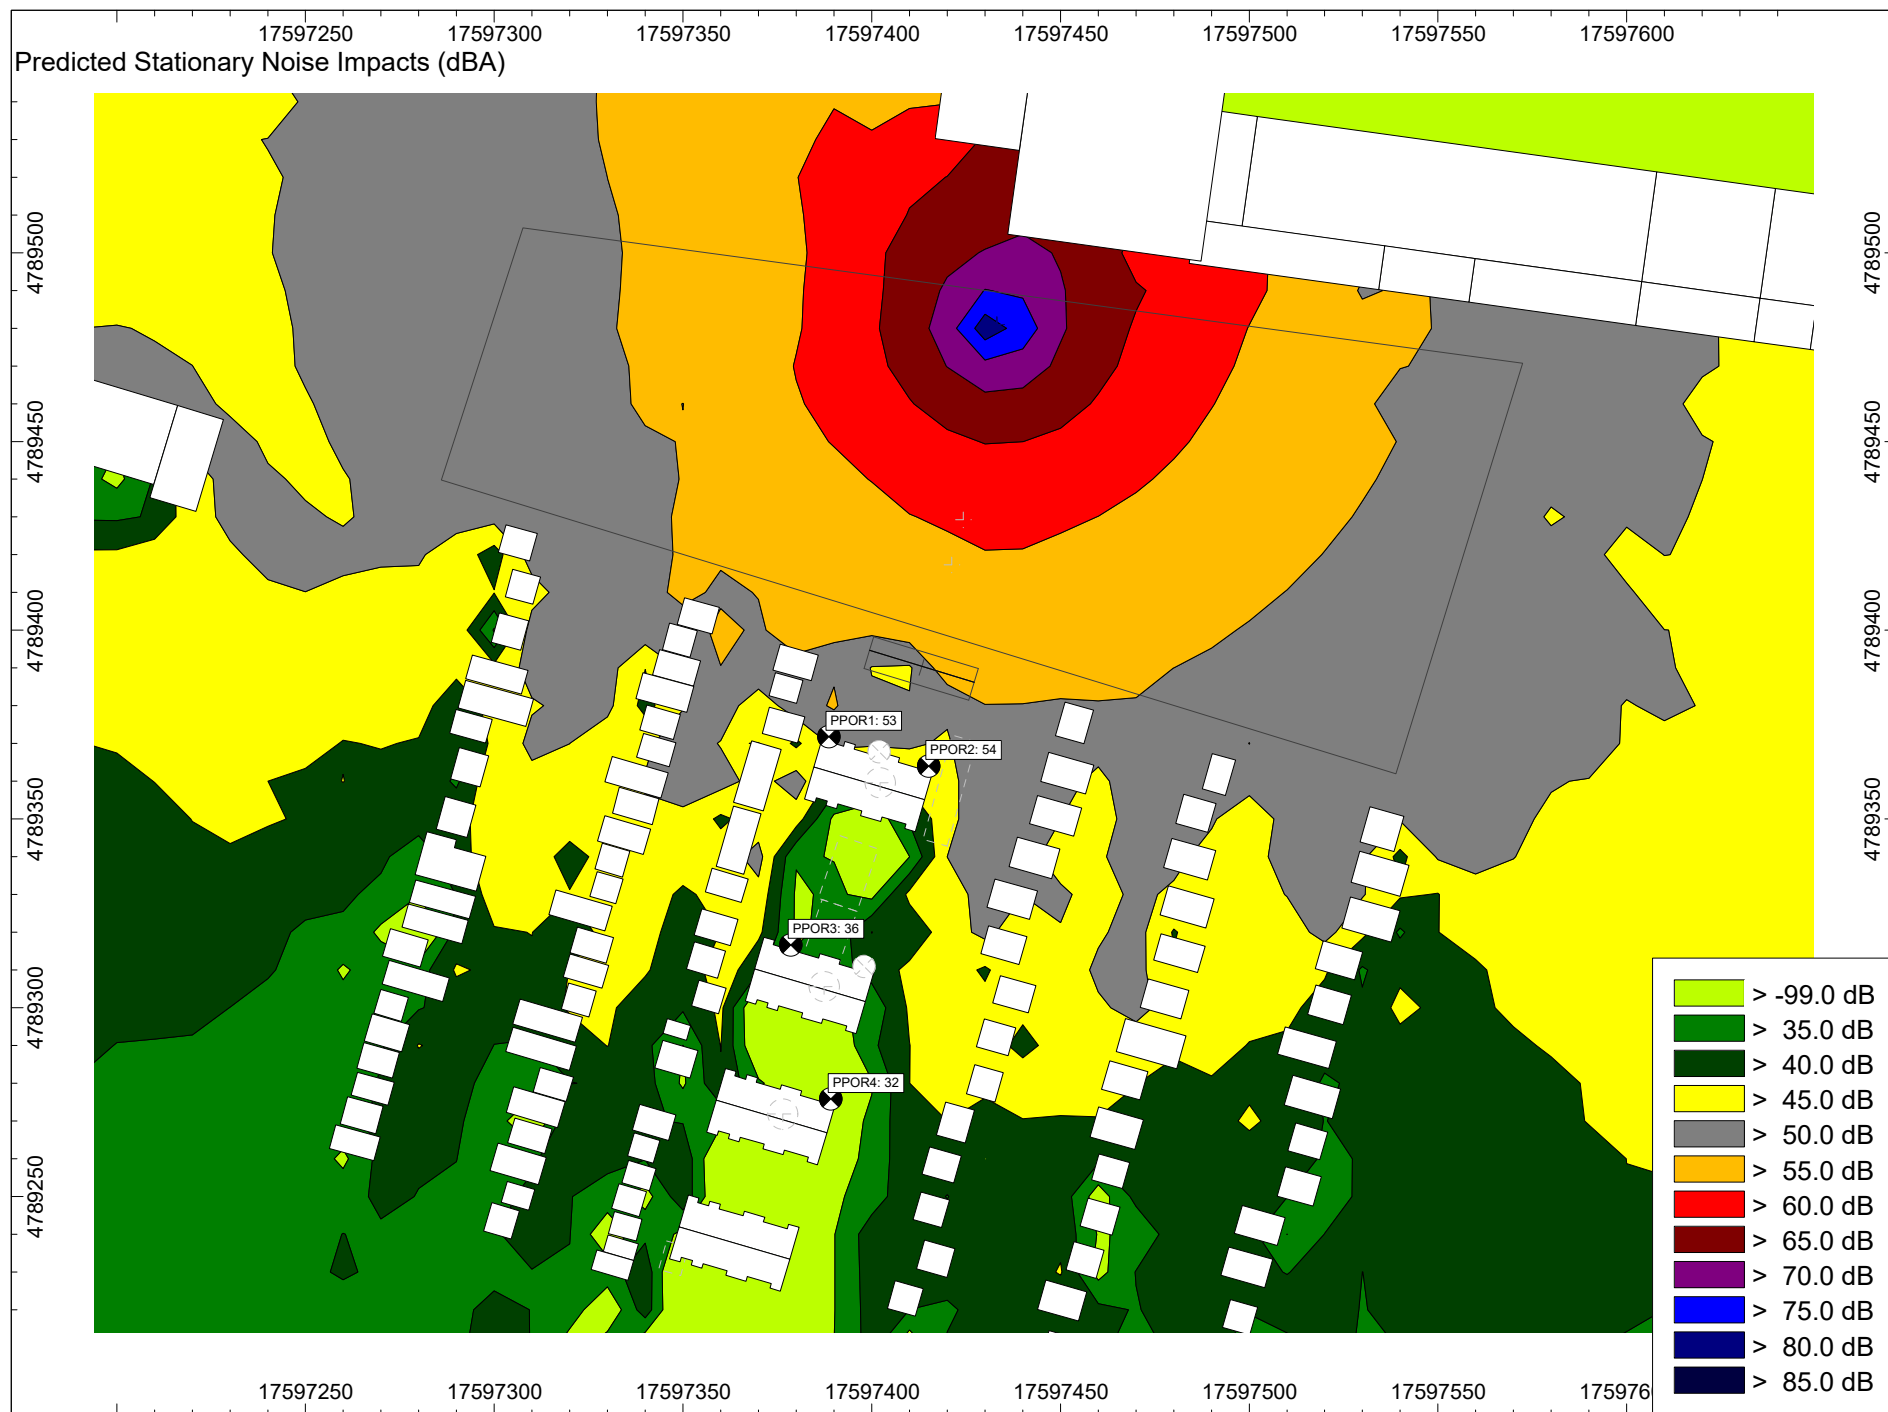 17597250 17597300 17597350 17597400 17597450 17597500 17597550 17597600
Predicted Stationary Noise Impacts (dBA)
4789500 4789500
4789450 4789450
4789400 4789400
PPOR1: 53
PPOR2: 54
4789350 4789350
PPOR3: 36
4789300
PPOR4: 32
4789250
> -99.0 dB
> 35.0 dB
> 40.0 dB
> 45.0 dB
> 50.0 dB
> 55.0 dB
> 60.0 dB
> 65.0 dB
> 70.0 dB
> 75.0 dB
> 80.0 dB
> 85.0 dB
17597250 17597300 17597350 17597400 17597450 17597500 17597550 175976